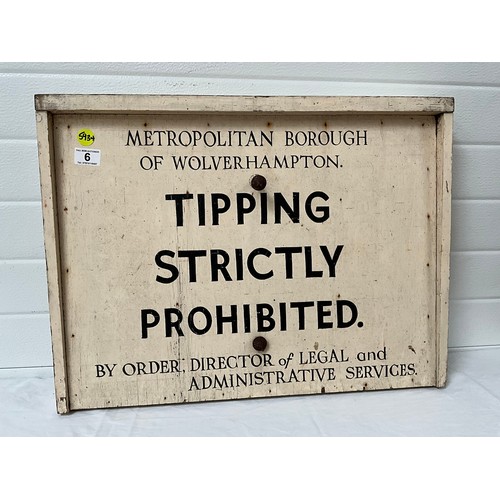 METROPOLITAN BOROUGH
OF WOLVERHAMPTON.
TIPPING
STRICTLY
PROHIBITED.
BY ORDER, DIRECTOR of LEGAL and
ADMINISTRATIVE SERVICES.
6